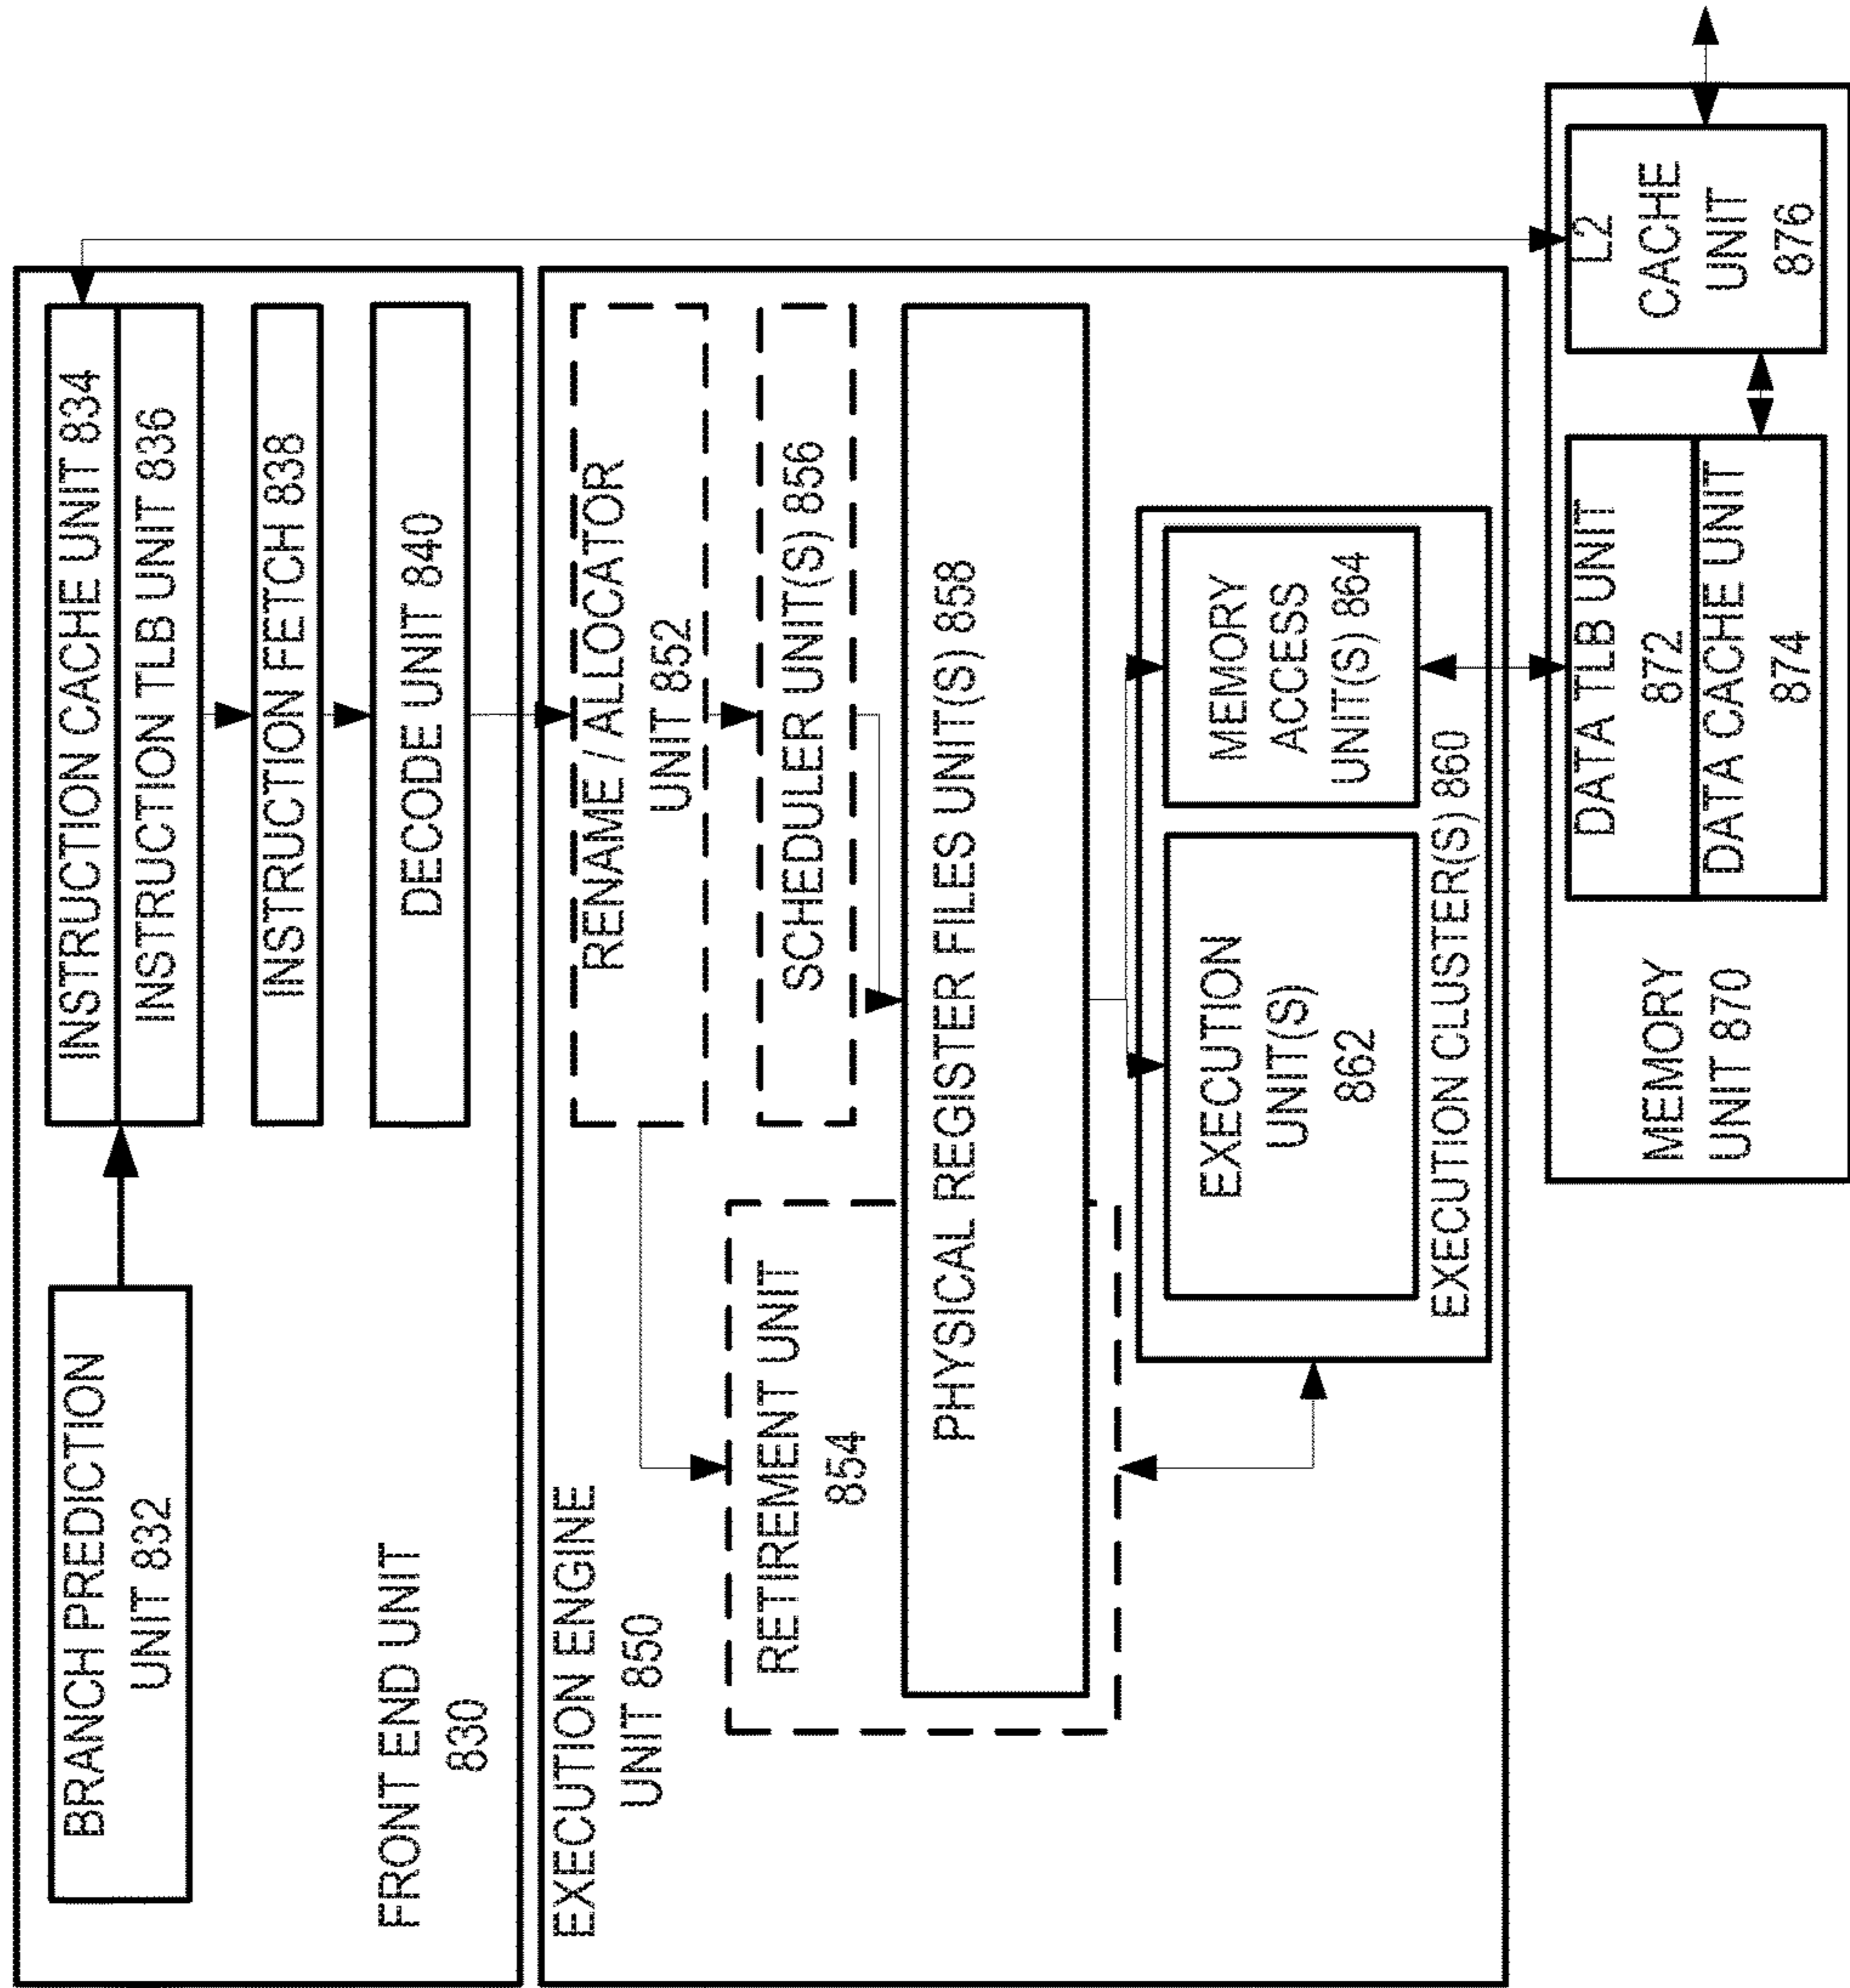 BRANCH PREDICTION
UNIT 832
INSTRUCTION CACHE UNIT 834
INSTRUCTION TLB UNIT 836
INSTRUCTION FETCH 838
DECODE UNIT 840
FRONT END UNIT
830
EXECUTION ENGINE
UNIT 850
RENAME / ALLOCATOR
UNIT 852
RETIREMENT UNIT
854
SCHEDULER UNIT(S) 856
PHYSICAL REGISTER FILES UNIT(S) 858
EXECUTION
UNIT(S)
862
MEMORY
ACCESS
UNIT(S) 864
EXECUTION CLUSTER(S) 860
MEMORY
UNIT 870
DATA TLB UNIT
872
DATA CACHE UNIT
874
L2
CACHE
UNIT
876